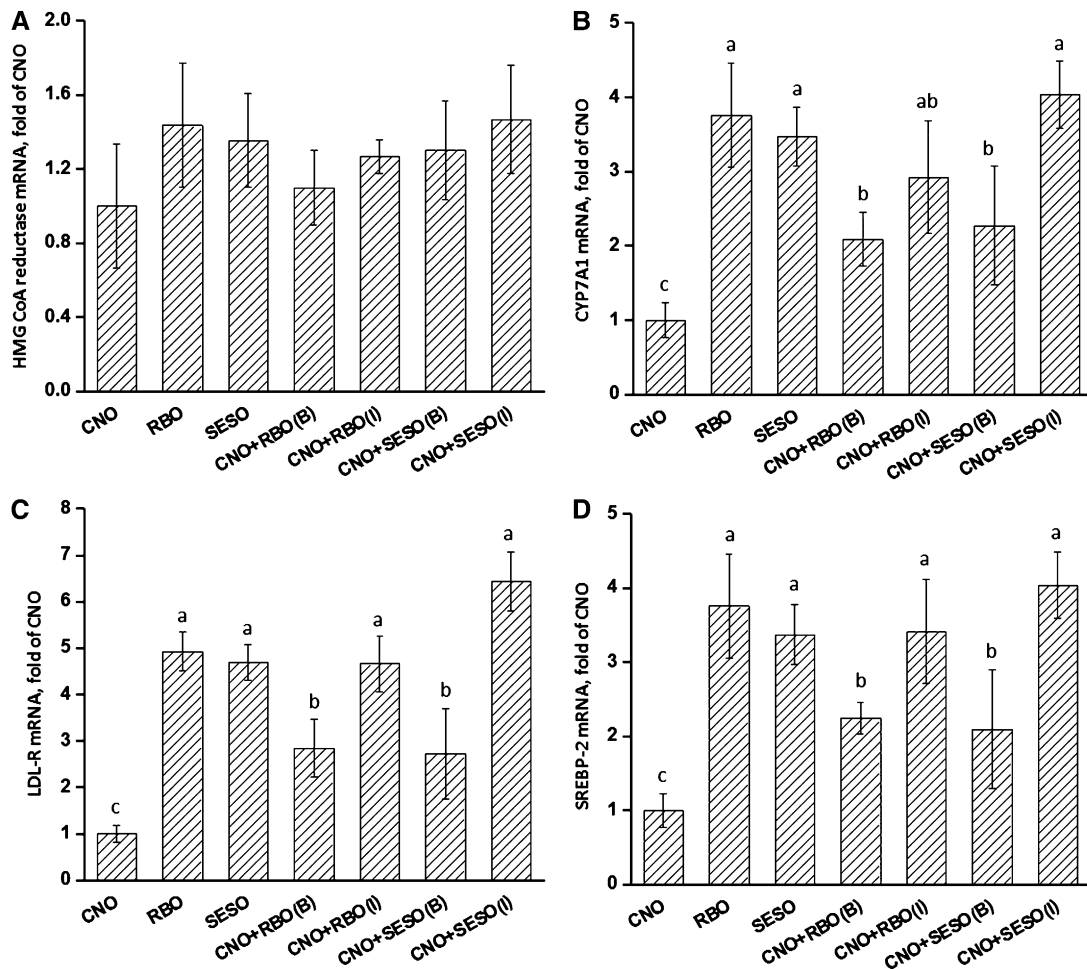 A
HMG CoA reductase mRNA, fold of CNO
2.0
1.6
1.2
0.8
0.4
0.0
CNO
RBO
SESO
CNO+RBO(B)
CNO+RBO(I)
CNO+SESO(B)
CNO+SESO(I)
B
CYP7A1 mRNA, fold of CNO
5
4
3
2
1
0
c
a
a
b
ab
b
a
CNO
RBO
SESO
CNO+RBO(B)
CNO+RBO(I)
CNO+SESO(B)
CNO+SESO(I)
C
LDL-R mRNA, fold of CNO
8
7
6
5
4
3
2
1
0
c
a
a
b
a
b
a
CNO
RBO
SESO
CNO+RBO(B)
CNO+RBO(I)
CNO+SESO(B)
CNO+SESO(I)
D
SREBP-2 mRNA, fold of CNO
5
4
3
2
1
0
c
a
a
b
a
b
a
CNO
RBO
SESO
CNO+RBO(B)
CNO+RBO(I)
CNO+SESO(B)
CNO+SESO(I)